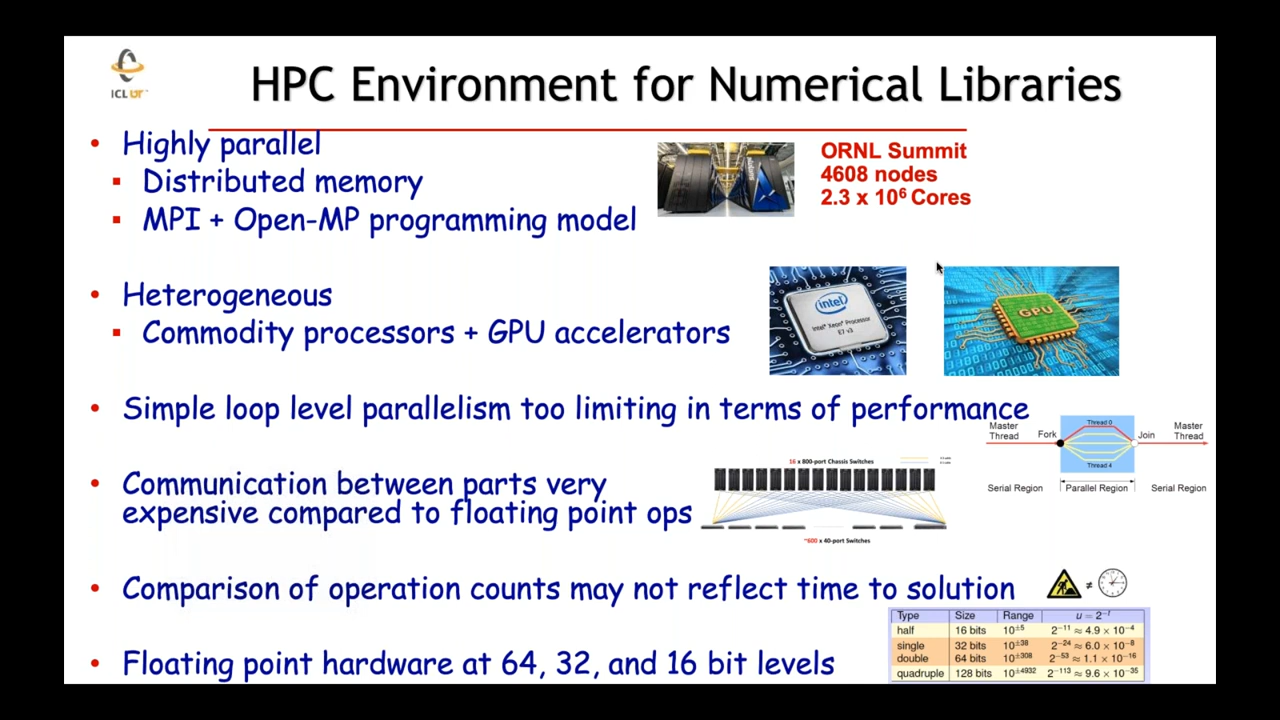 ICL UT
HPC Environment for Numerical Libraries
• Highly parallel
▪ Distributed memory
▪ MPI + Open-MP programming model
ORNL Summit
4608 nodes
2.3 x 10⁶ Cores
• Heterogeneous
▪ Commodity processors + GPU accelerators
intel
Intel® Xeon® Processor
E7 v3
GPU
• Simple loop level parallelism too limiting in terms of performance
Master
Thread
Fork
Thread 0
Thread 4
Join
Master
Thread
Serial Region
Parallel Region
Serial Region
• Communication between parts very
expensive compared to floating point ops
16 x 800-port Chassis Switches
~600 x 40-port Switches
• Comparison of operation counts may not reflect time to solution
≠
• Floating point hardware at 64, 32, and 16 bit levels
Type Size Range u = 2⁻ᵗ
half 16 bits 10^±5 2⁻¹¹ ≈ 4.9 × 10⁻⁴
single 32 bits 10^±38 2⁻²⁴ ≈ 6.0 × 10⁻⁸
double 64 bits 10^±308 2⁻⁵³ ≈ 1.1 × 10⁻¹⁶
quadruple 128 bits 10^±4932 2⁻¹¹³ ≈ 9.6 × 10⁻³⁵